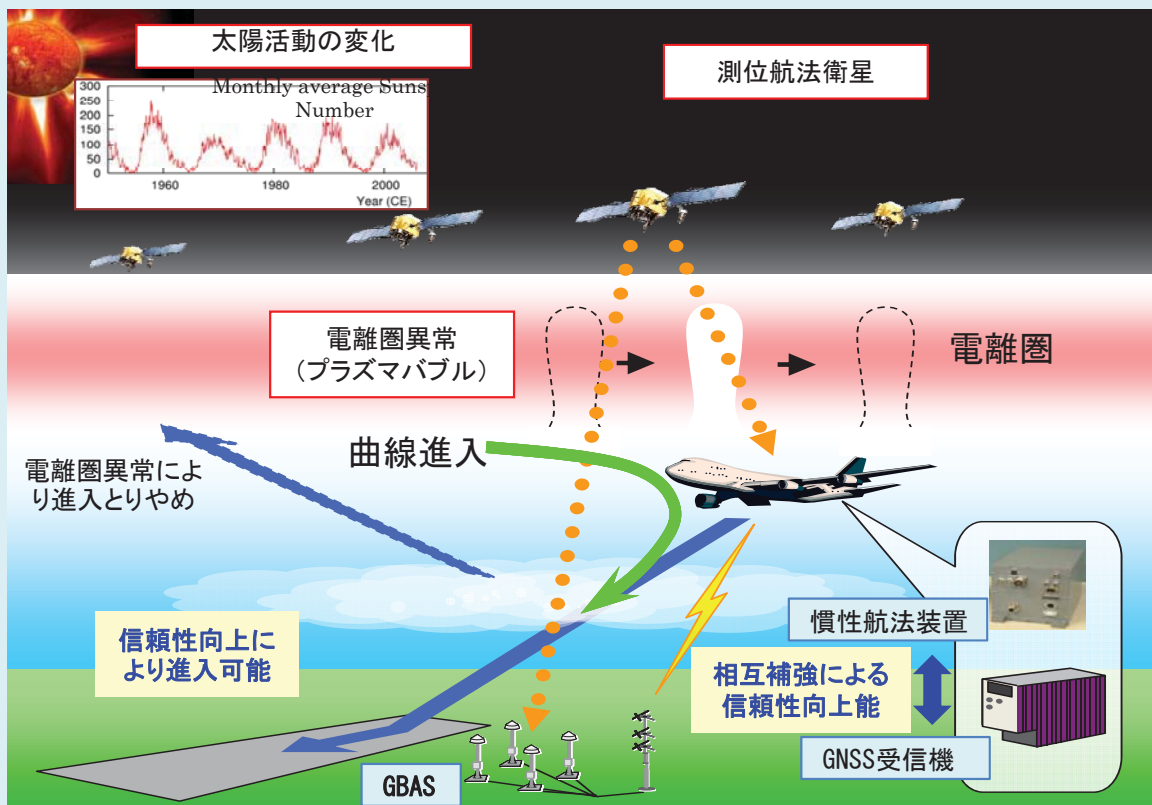 太陽活動の変化
Monthly average Suns
Number
300
250
200
150
100
50
0
1960
1980
2000
Year (CE)
測位航法衛星
電離圏異常
(プラズマバブル)
電離圏
曲線進入
電離圏異常によ
り進入とりやめ
信頼性向上に
より進入可能
慣性航法装置
相互補強による
信頼性向上能
GNSS受信機
GBAS